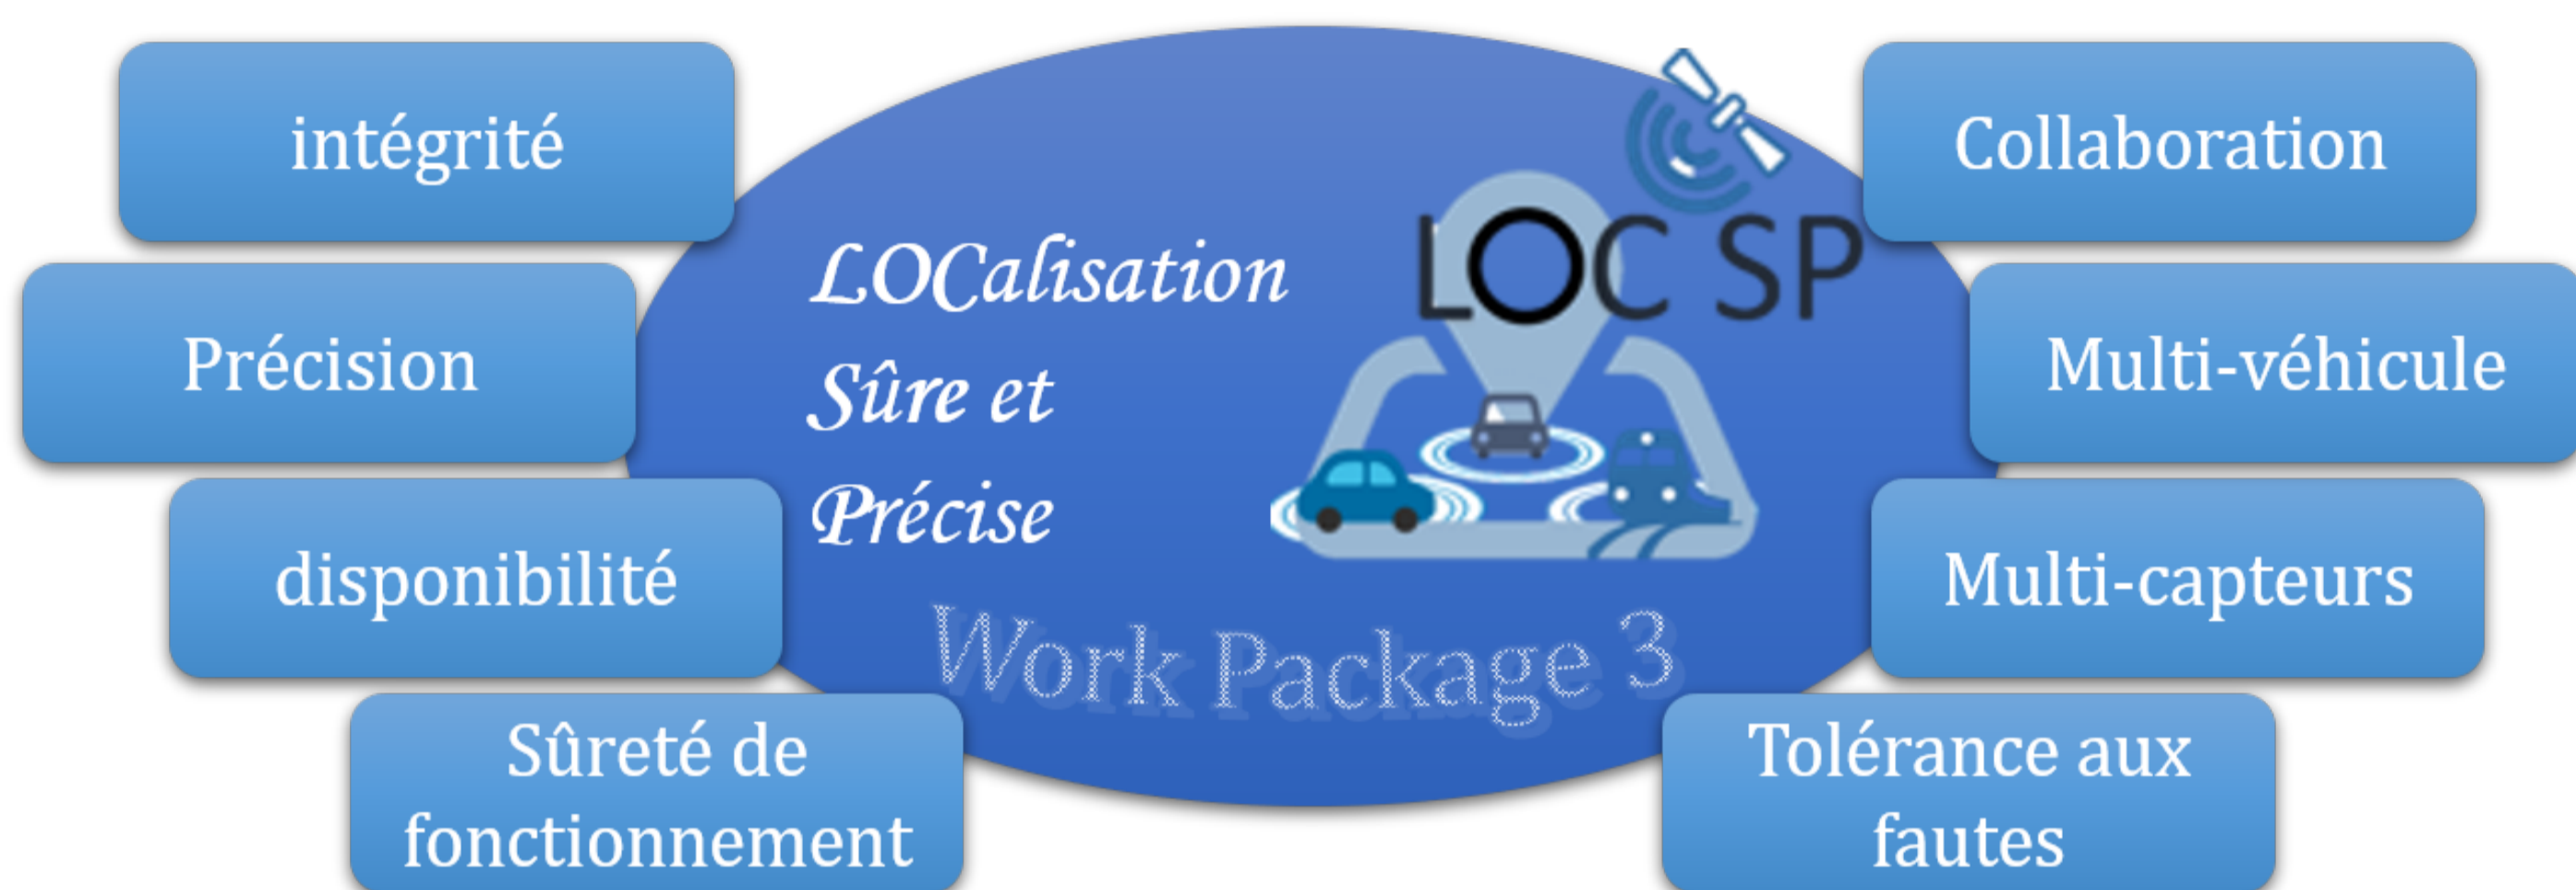 intégrité
Précision
disponibilité
Sûreté de
fonctionnement
LOCalisation
Sûre et
Précise
LOC SP
Work Package 3
Collaboration
Multi-véhicule
Multi-capteurs
Tolérance aux
fautes